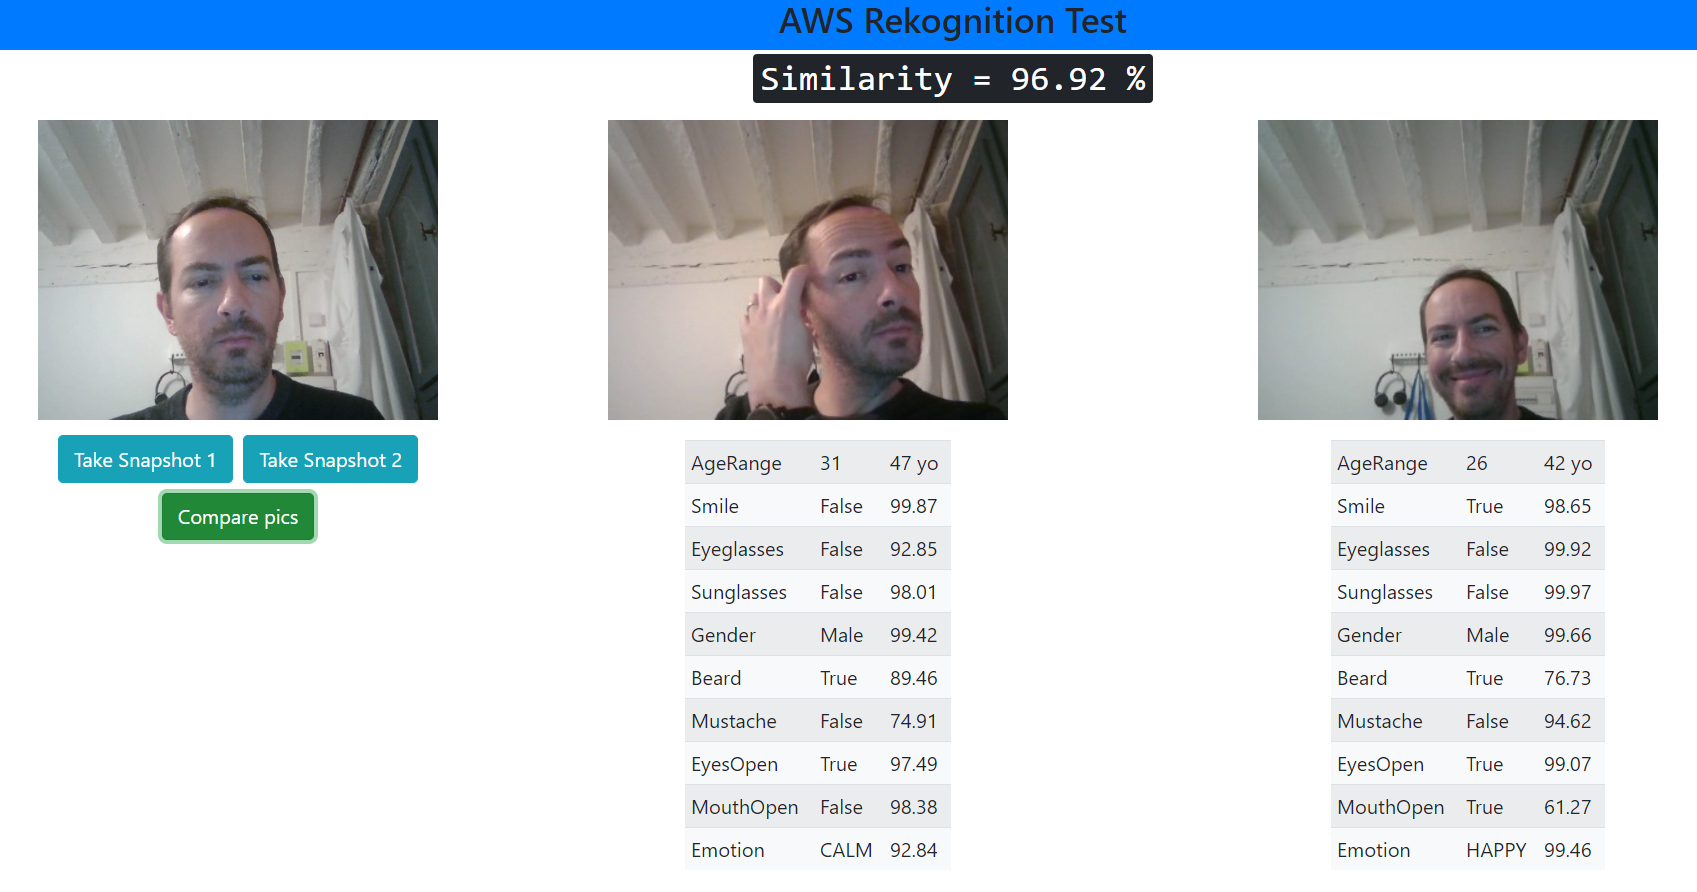 AWS Rekognition Test
Similarity = 96.92 %
Take Snapshot 1
Take Snapshot 2
Compare pics
AgeRange 31 47 yo
Smile False 99.87
Eyeglasses False 92.85
Sunglasses False 98.01
Gender Male 99.42
Beard True 89.46
Mustache False 74.91
EyesOpen True 97.49
MouthOpen False 98.38
Emotion CALM 92.84
AgeRange 26 42 yo
Smile True 98.65
Eyeglasses False 99.92
Sunglasses False 99.97
Gender Male 99.66
Beard True 76.73
Mustache False 94.62
EyesOpen True 99.07
MouthOpen True 61.27
Emotion HAPPY 99.46